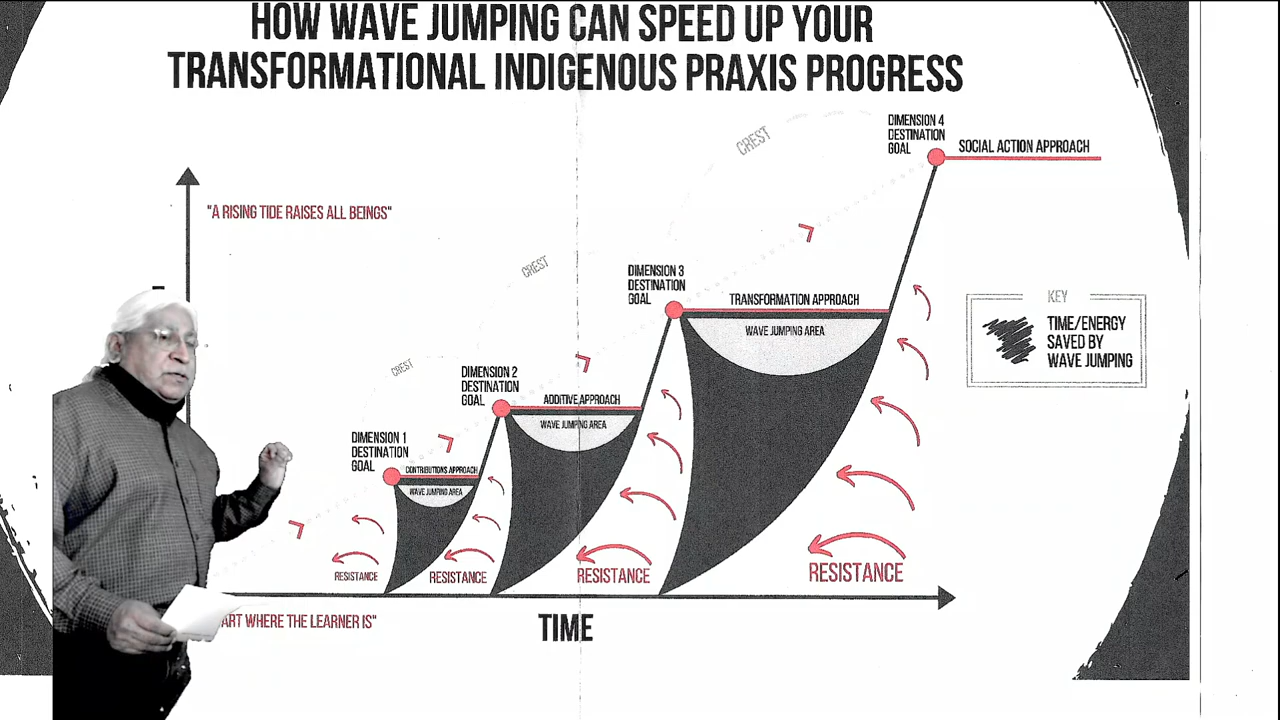 HOW WAVE JUMPING CAN SPEED UP YOUR
TRANSFORMATIONAL INDIGENOUS PRAXIS PROGRESS
"A RISING TIDE RAISES ALL BEINGS"
CREST
CREST
CREST
DIMENSION 4
DESTINATION
GOAL
SOCIAL ACTION APPROACH
DIMENSION 3
DESTINATION
GOAL
TRANSFORMATION APPROACH
WAVE JUMPING AREA
KEY
TIME/ENERGY
SAVED BY
WAVE JUMPING
DIMENSION 2
DESTINATION
GOAL
ADDITIVE APPROACH
WAVE JUMPING AREA
DIMENSION 1
DESTINATION
GOAL
CONTRIBUTIONS APPROACH
WAVE JUMPING AREA
RESISTANCE
RESISTANCE
RESISTANCE
RESISTANCE
ART WHERE THE LEARNER IS"
TIME